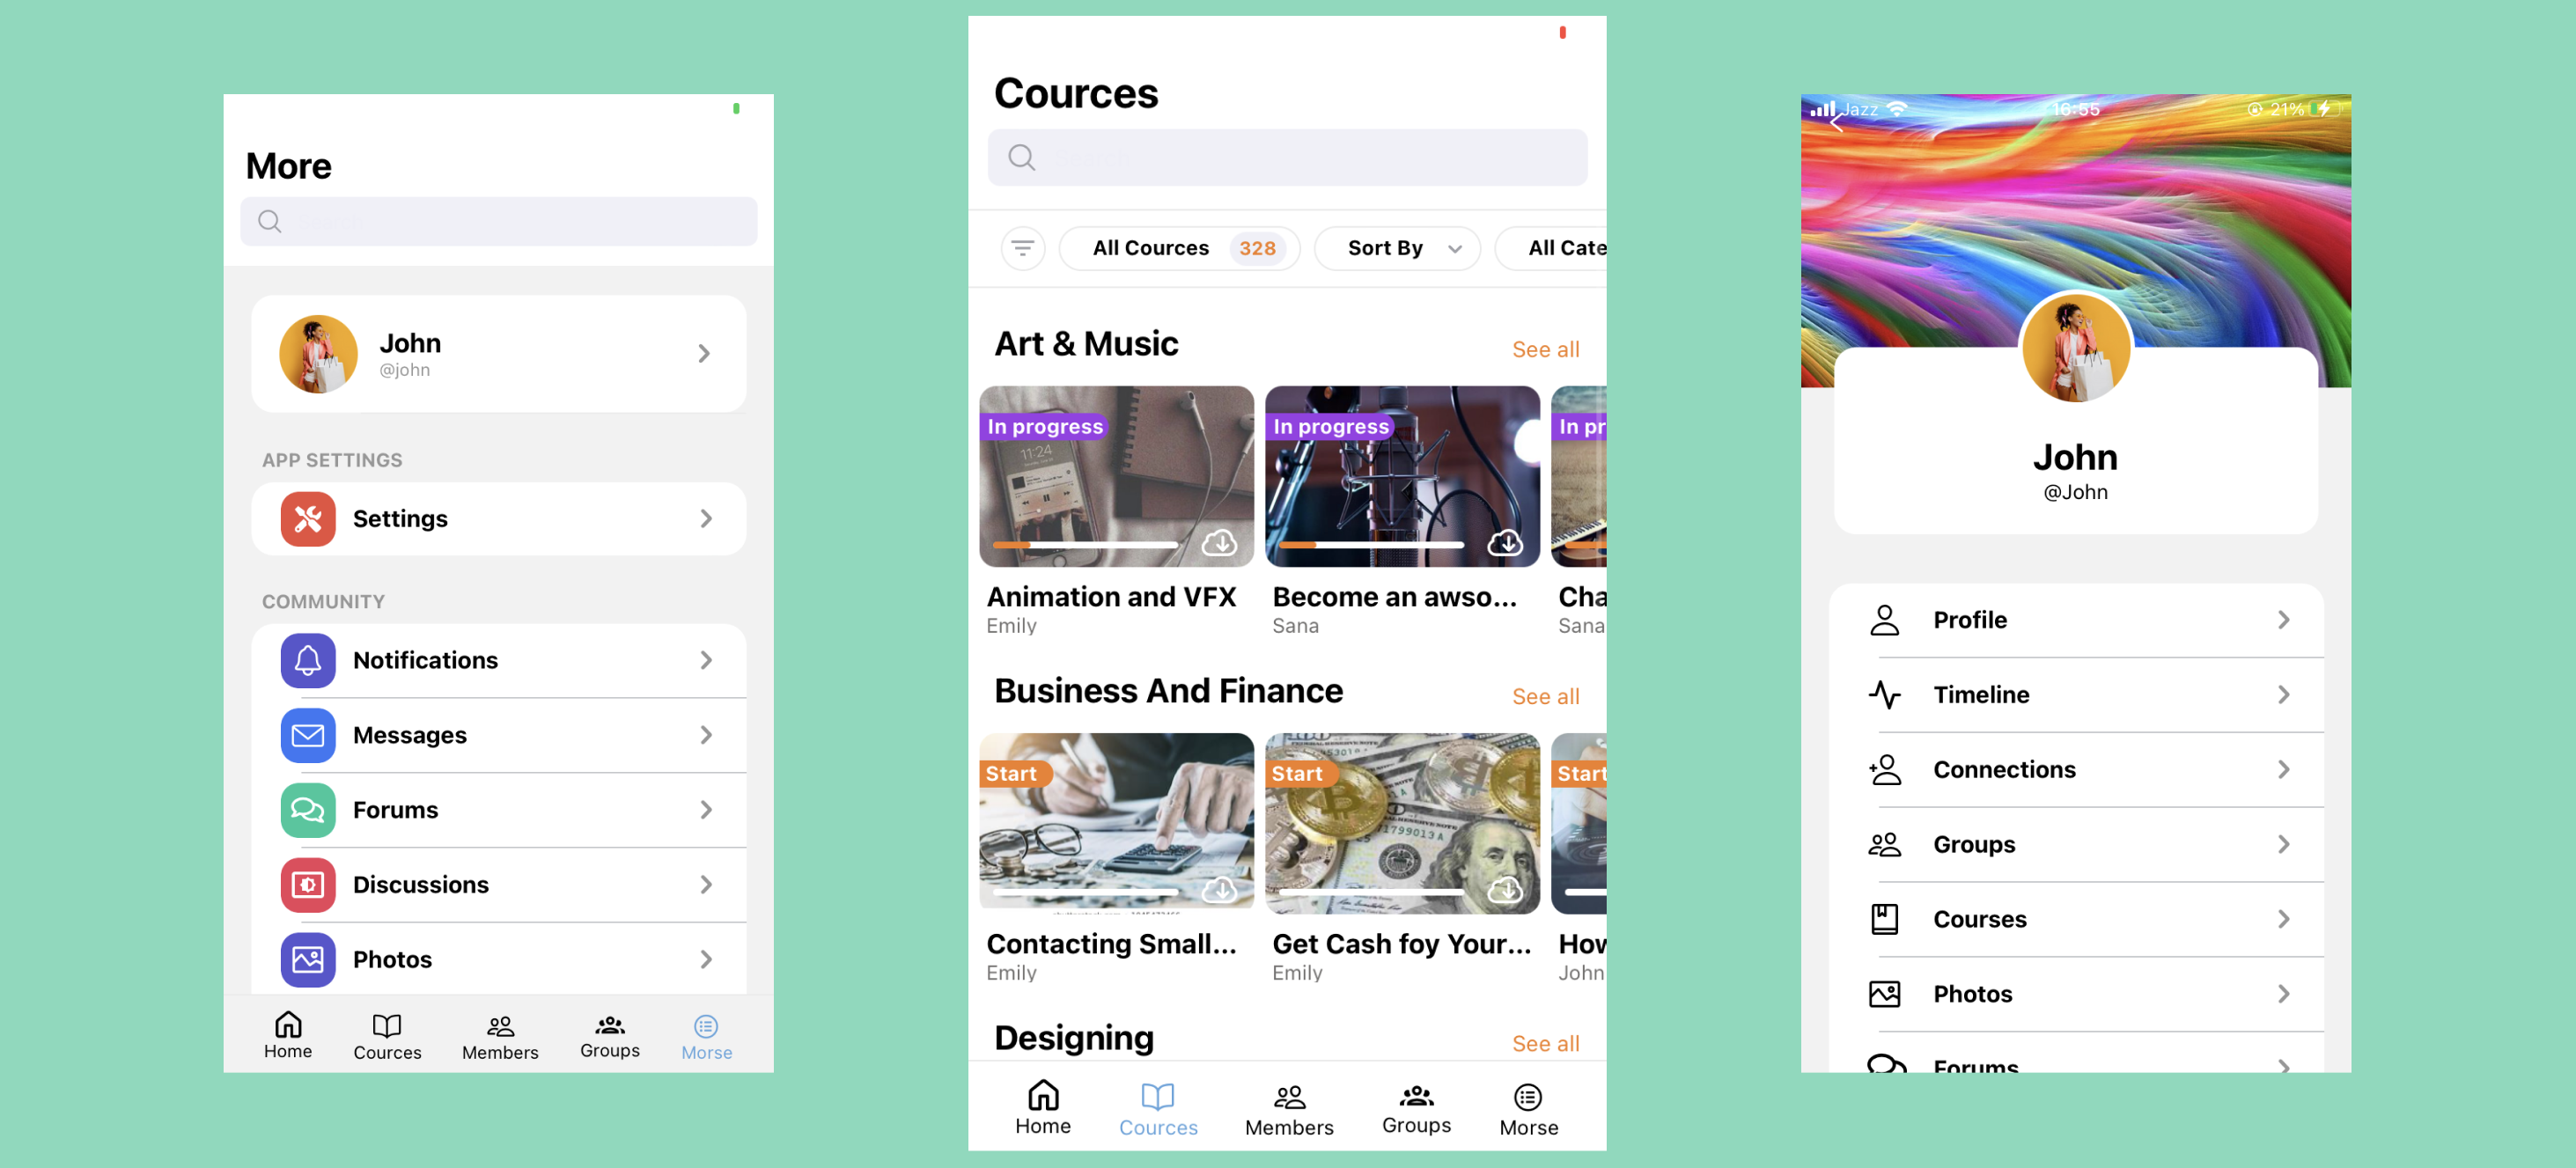 More
John
@john
APP SETTINGS
Settings
COMMUNITY
Notifications
Messages
Forums
Discussions
Photos
Home Cources Members Groups Morse
Cources
All Cources 328 Sort By All Cate
Art & Music See all
In progress In progress In pr
11:24
Animation and VFX Become an awso... Cha
Emily Sana Sana
Business And Finance See all
Start Start Start
71799013A
Contacting Small... Get Cash foy Your... How
Emily Emily John
Designing See all
Home Cources Members Groups Morse
Jazz 16:55 21%
John
@John
Profile
Timeline
Connections
Groups
Courses
Photos
Forums